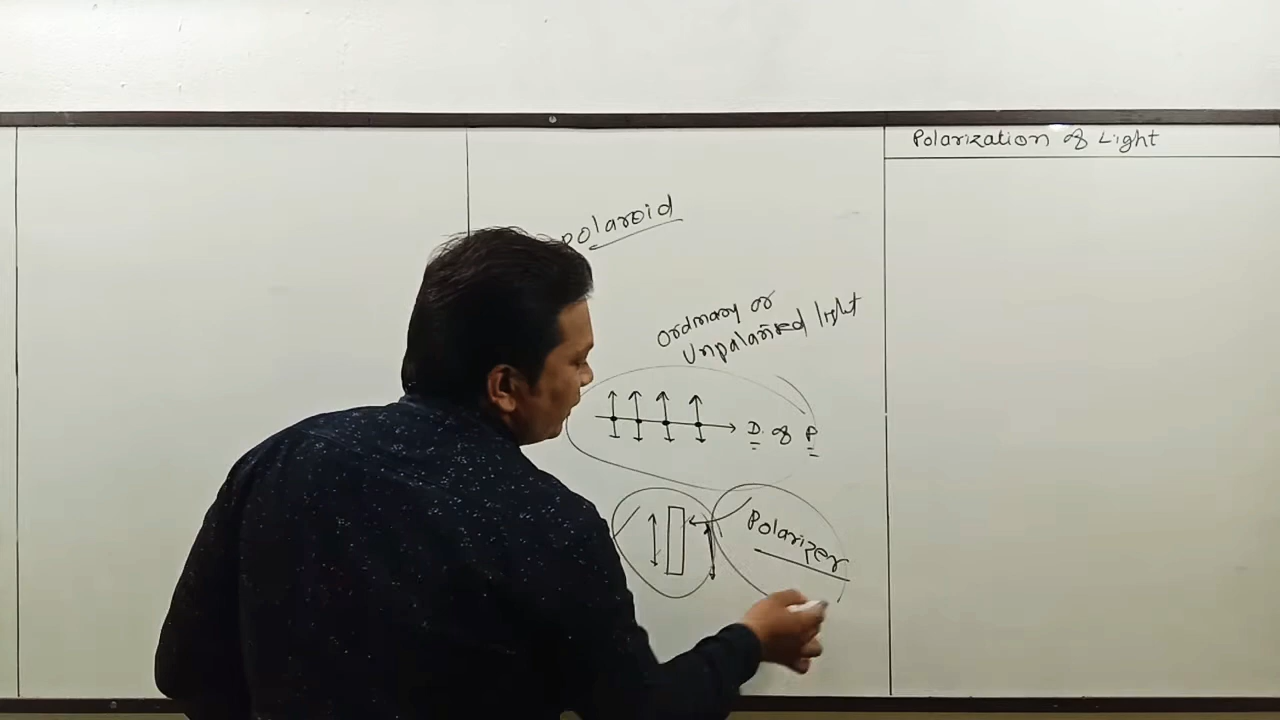 Polarization of Light
polaroid
ordinary or
Unpolarized light
D. of P
Polarizer